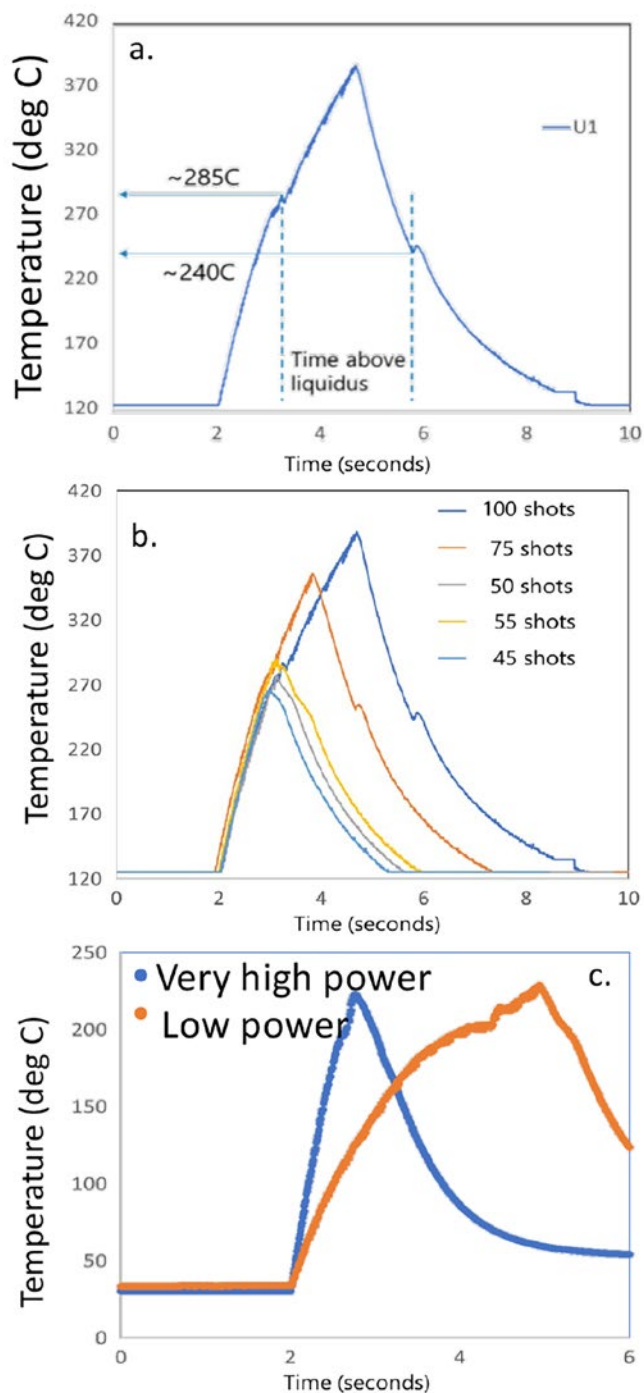 a.
Temperature (deg C)
420
370
320
270
220
170
120
U1
~285C
~240C
Time above
liquidus
0 2 4 6 8 10
Time (seconds)
b.
Temperature (deg C)
420
370
320
270
220
170
120
100 shots
75 shots
50 shots
55 shots
45 shots
0 2 4 6 8 10
Time (seconds)
c.
Temperature (deg C)
250
200
150
100
50
0
Very high power
Low power
0 2 4 6
Time (seconds)